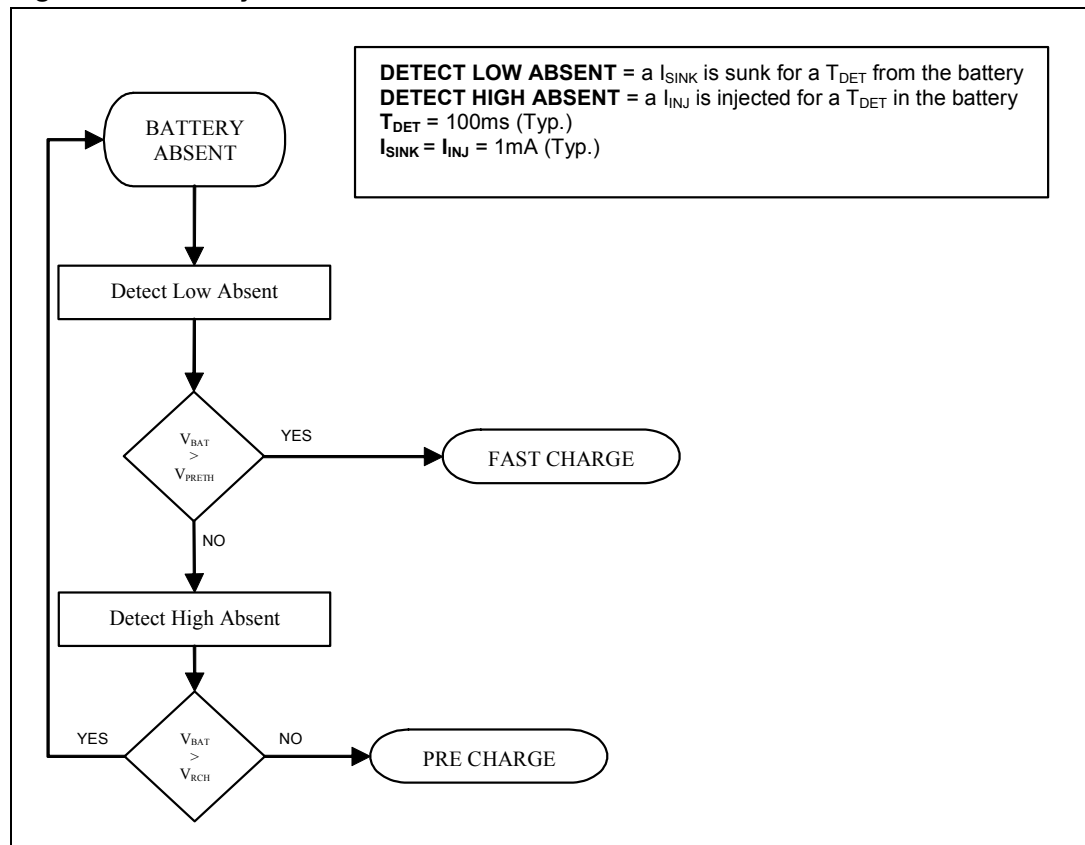 DETECT LOW ABSENT = a ISINK is sunk for a TDET from the battery
DETECT HIGH ABSENT = a IINJ is injected for a TDET in the battery
TDET = 100ms (Typ.)
ISINK = IINJ = 1mA (Typ.)
BATTERY
ABSENT
Detect Low Absent
VBAT
>
VPRETH
YES
FAST CHARGE
NO
Detect High Absent
YES
VBAT
>
VRCH
NO
PRE CHARGE